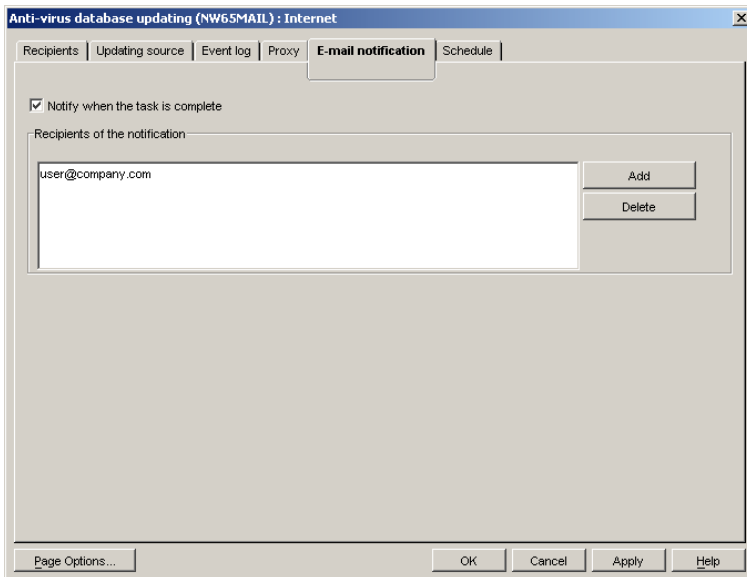 Anti-virus database updating (NW65MAIL) : Internet
Recipients Updating source Event log Proxy E-mail notification Schedule
Notify when the task is complete
Recipients of the notification
user@company.com
Add
Delete
Page Options... OK Cancel Apply Help